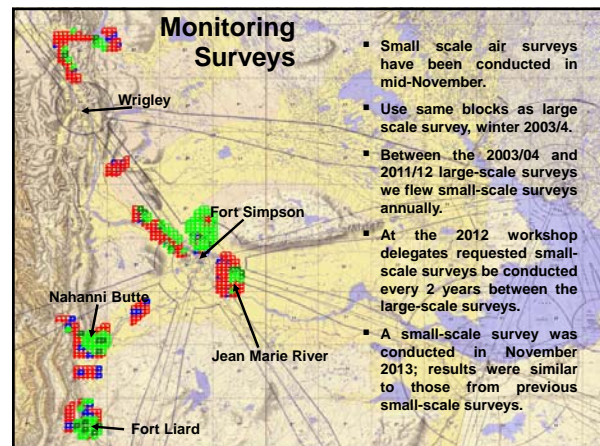 Monitoring
Surveys
Wrigley
Fort Simpson
Nahanni Butte
Jean Marie River
Fort Liard
▪ Small scale air surveys
have been conducted in
mid-November.
▪ Use same blocks as large
scale survey, winter 2003/4.
▪ Between the 2003/04 and
2011/12 large-scale surveys
we flew small-scale surveys
annually.
▪ At the 2012 workshop
delegates requested small-
scale surveys be conducted
every 2 years between the
large-scale surveys.
▪ A small-scale survey was
conducted in November
2013; results were similar
to those from previous
small-scale surveys.